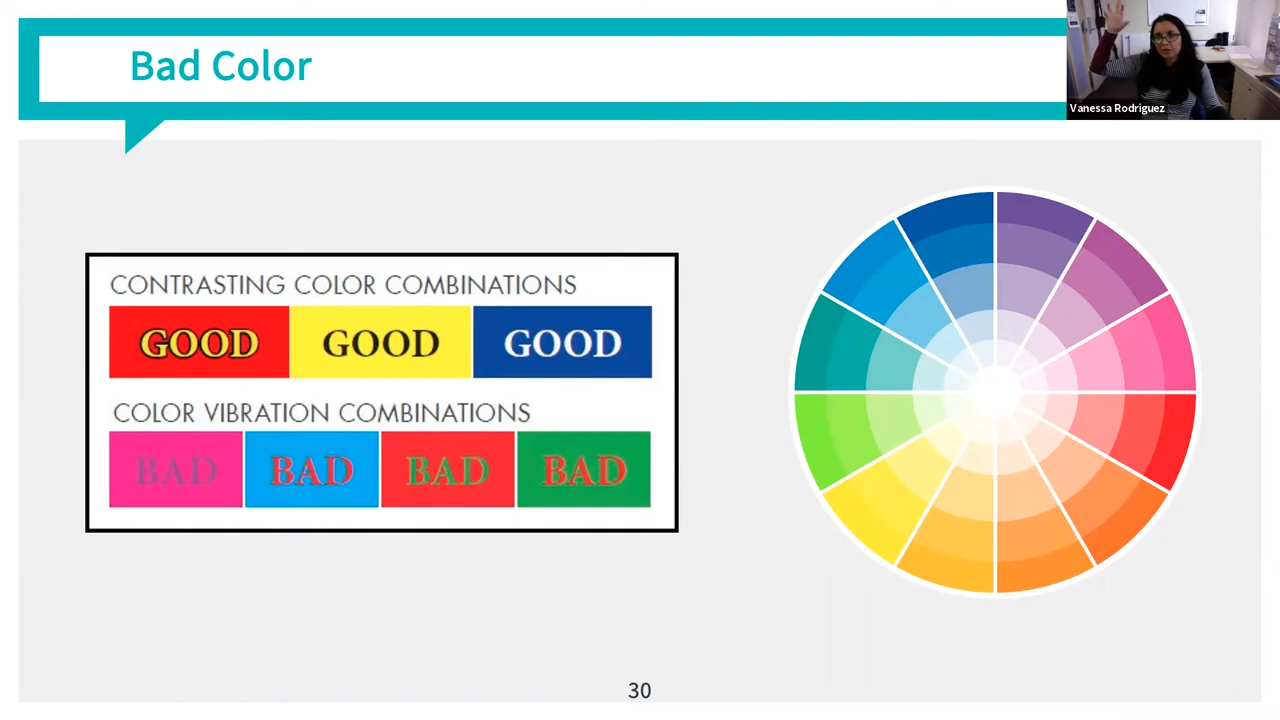 Bad Color
Vanessa Rodriguez
CONTRASTING COLOR COMBINATIONS
GOOD GOOD GOOD
COLOR VIBRATION COMBINATIONS
BAD BAD BAD BAD
30